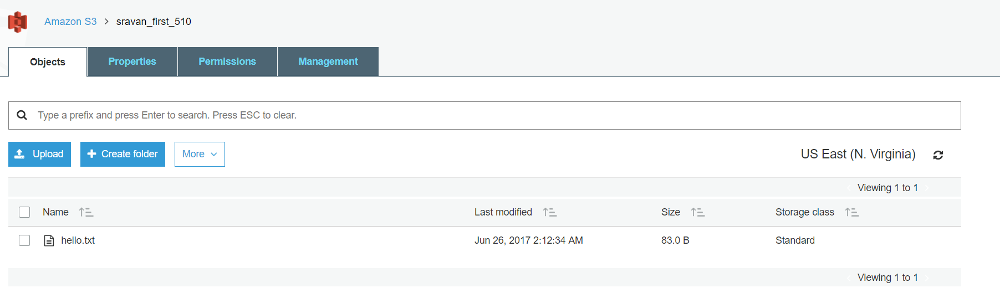 Amazon S3 > sravan_first_510
Objects Properties Permissions Management
Type a prefix and press Enter to search. Press ESC to clear.
Upload Create folder More US East (N. Virginia)
Viewing 1 to 1
Name Last modified Size Storage class
hello.txt Jun 26, 2017 2:12:34 AM 83.0 B Standard
Viewing 1 to 1